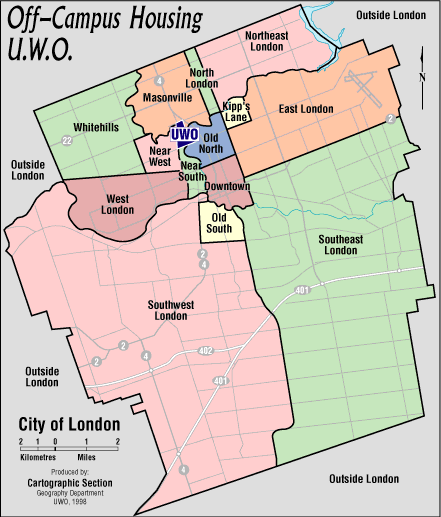 Off-Campus Housing
U.W.O.
Outside London
Northeast
London
North
London
4
Masonville
Kipp's
Lane
East London
N
2
Whitehills
22
UWO
Old
North
Near
West
Outside
London
Near
South
Downtown
West
London
Old
South
Southeast
London
2
4
401
Southwest
London
402
2
2
4
401
Outside
London
4
City of London
2 1 0 1 2
Kilometres Miles
Produced by:
Cartographic Section
Geography Department
UWO, 1998
Outside London